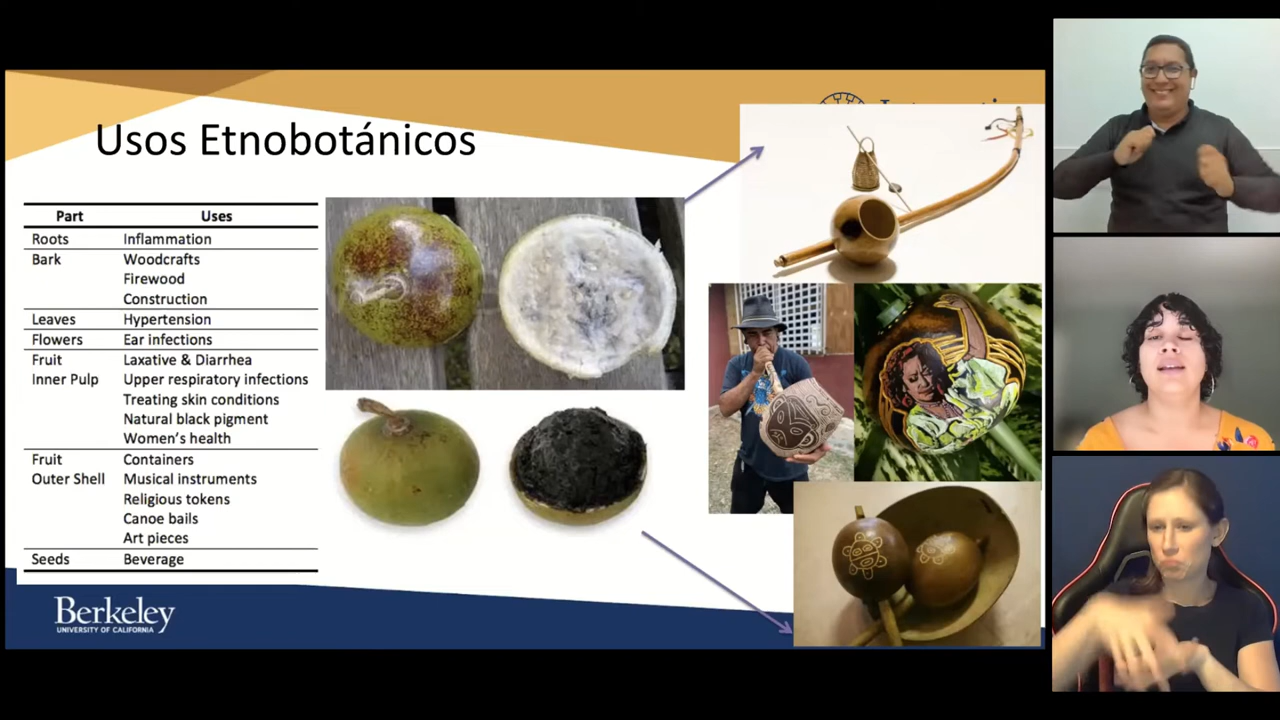 Usos Etnobotánicos
Part Uses
Roots Inflammation
Bark Woodcrafts
Firewood
Construction
Leaves Hypertension
Flowers Ear infections
Fruit Laxative & Diarrhea
Inner Pulp Upper respiratory infections
Treating skin conditions
Natural black pigment
Women's health
Fruit Containers
Outer Shell Musical instruments
Religious tokens
Canoe bails
Art pieces
Seeds Beverage
Berkeley
UNIVERSITY OF CALIFORNIA